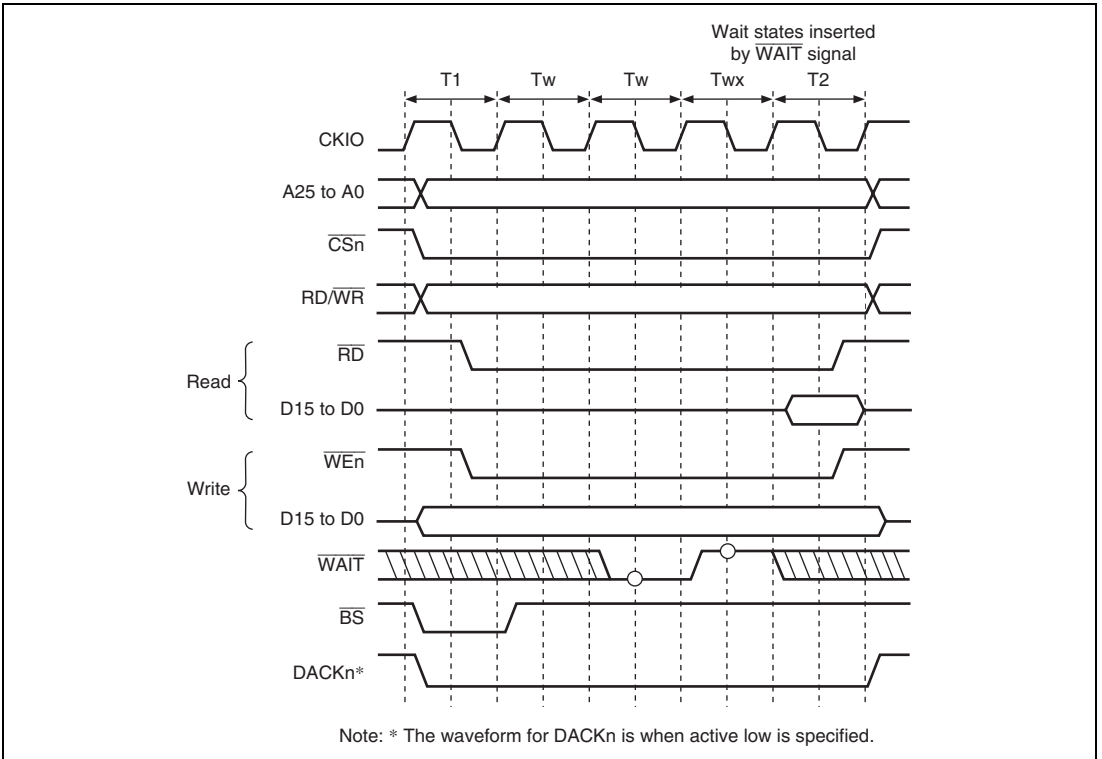 Wait states inserted
by WAIT signal
T1 Tw Tw Twx T2
CKIO
A25 to A0
CSn
RD/WR
Read
RD
D15 to D0
Write
WEn
D15 to D0
WAIT
BS
DACKn*
Note: * The waveform for DACKn is when active low is specified.